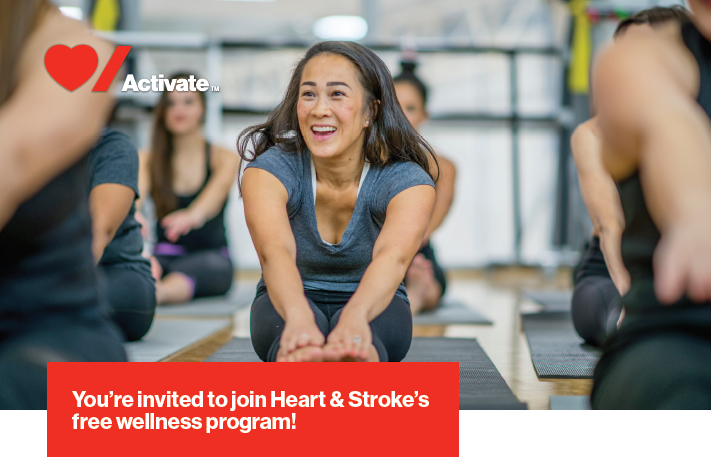 Activate™
You’re invited to join Heart & Stroke’s
free wellness program!